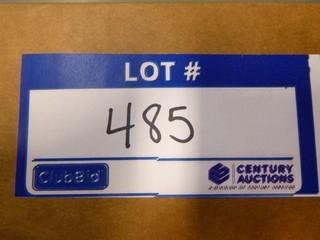 LOT #
485
ClubBid
CENTURY
AUCTIONS